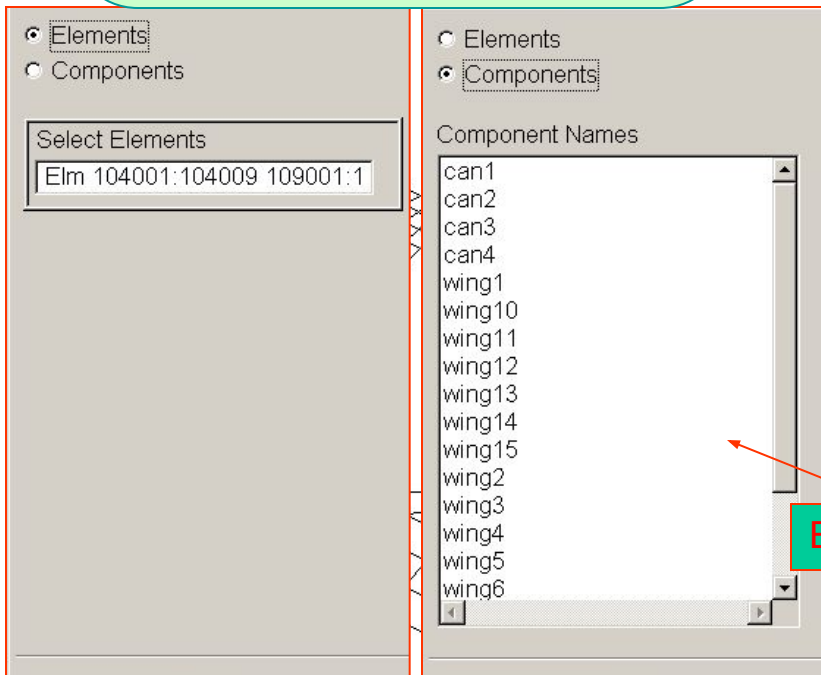 Elements
Components
Select Elements
Elm 104001:104009 109001:1
Elements
Components
Component Names
can1
can2
can3
can4
wing1
wing10
wing11
wing12
wing13
wing14
wing15
wing2
wing3
wing4
wing5
wing6